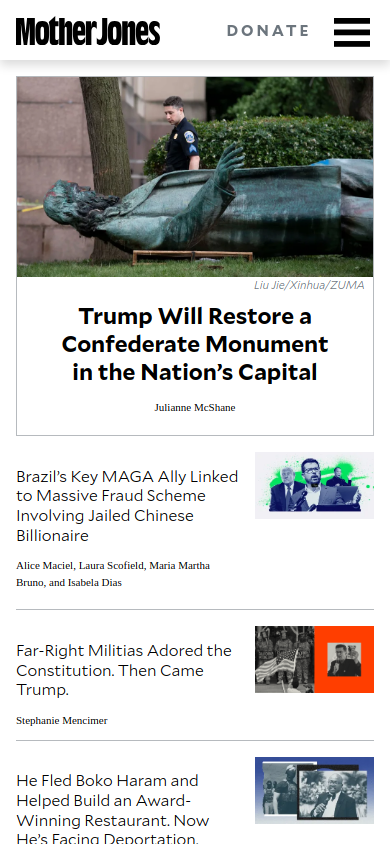 Mother Jones
DONATE
Liu Jie/Xinhua/ZUMA
Trump Will Restore a
Confederate Monument
in the Nation’s Capital
Julianne McShane
Brazil’s Key MAGA Ally Linked
to Massive Fraud Scheme
Involving Jailed Chinese
Billionaire
Alice Maciel, Laura Scofield, Maria Martha
Bruno, and Isabela Dias
Far-Right Militias Adored the
Constitution. Then Came
Trump.
Stephanie Mencimer
He Fled Boko Haram and
Helped Build an Award-
Winning Restaurant. Now
He’s Facing Deportation.